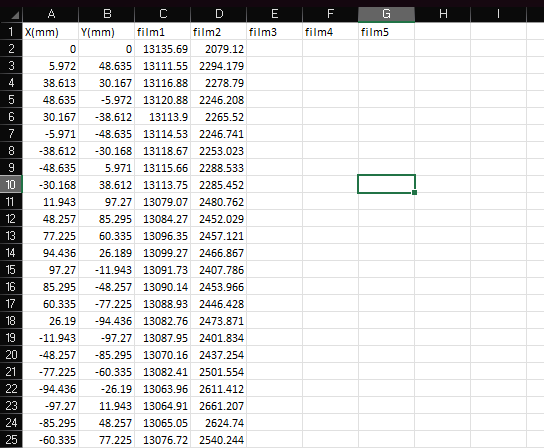 A B C D E F G H I
1 X(mm) Y(mm) film1 film2 film3 film4 film5
2 0 0 13135.69 2079.12
3 5.972 48.635 13111.55 2294.179
4 38.613 30.167 13116.88 2278.79
5 48.635 -5.972 13120.88 2246.208
6 30.167 -38.612 13113.9 2265.52
7 -5.971 -48.635 13114.53 2246.741
8 -38.612 -30.168 13118.67 2253.023
9 -48.635 5.971 13115.66 2288.533
10 -30.168 38.612 13113.75 2285.452
11 11.943 97.27 13079.07 2480.762
12 48.257 85.295 13084.27 2452.029
13 77.225 60.335 13096.35 2457.121
14 94.436 26.189 13099.27 2466.867
15 97.27 -11.943 13091.73 2407.786
16 85.295 -48.257 13090.14 2453.966
17 60.335 -77.225 13088.93 2446.428
18 26.19 -94.436 13082.76 2473.871
19 -11.943 -97.27 13087.95 2401.834
20 -48.257 -85.295 13070.16 2437.254
21 -77.225 -60.335 13082.41 2501.554
22 -94.436 -26.19 13063.96 2611.412
23 -97.27 11.943 13064.91 2661.207
24 -85.295 48.257 13065.05 2624.74
25 -60.335 77.225 13076.72 2540.244